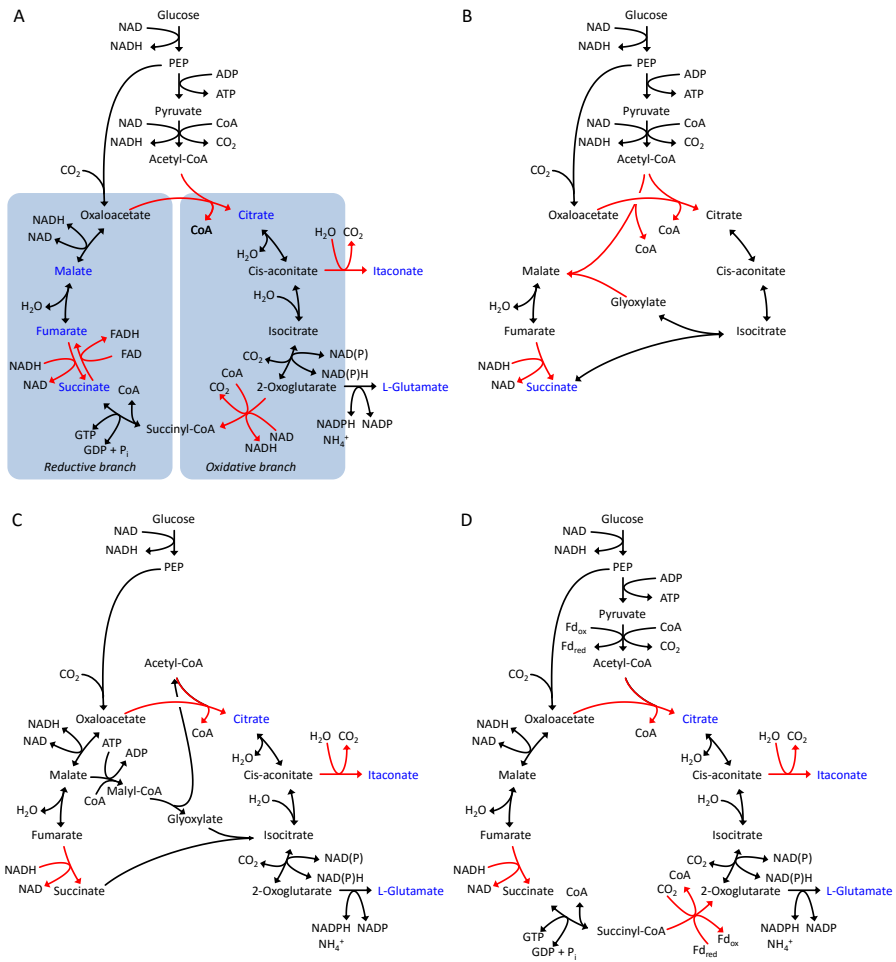 A
Glucose
NAD
NADH
PEP
ADP
ATP
Pyruvate
NAD
CoA
NADH
CO2
Acetyl-CoA
CO2
Oxaloacetate
Citrate
CoA
NADH
NAD
H2O
H2O CO2
Malate
Cis-aconitate
Itaconate
H2O
H2O
Fumarate
Isocitrate
FADH
NADH
FAD
NAD
CO2
NAD(P)
NAD(P)H
Succinate
CoA
CoA
CO2
2-Oxoglutarate
L-Glutamate
GTP
GDP + Pi
Succinyl-CoA
NAD
NADH
NADPH NADP
NH4+
Reductive branch
Oxidative branch
B
Glucose
NAD
NADH
PEP
ADP
ATP
Pyruvate
NAD
CoA
NADH
CO2
Acetyl-CoA
CO2
Oxaloacetate
Citrate
CoA
CoA
Malate
Cis-aconitate
Glyoxylate
H2O
Fumarate
Isocitrate
NADH
NAD
Succinate
C
Glucose
NAD
NADH
PEP
Acetyl-CoA
CO2
Oxaloacetate
Citrate
CoA
NADH
NAD
ATP
ADP
H2O
H2O CO2
Malate
CoA
Malyl-CoA
Cis-aconitate
Itaconate
H2O
H2O
Glyoxylate
Fumarate
Isocitrate
NADH
NAD
CO2
NAD(P)
NAD(P)H
Succinate
2-Oxoglutarate
L-Glutamate
NADPH NADP
NH4+
D
Glucose
NAD
NADH
PEP
ADP
ATP
Pyruvate
Fdox
CoA
Fdred
CO2
Acetyl-CoA
CO2
Oxaloacetate
Citrate
CoA
NADH
NAD
H2O
H2O CO2
Malate
Cis-aconitate
Itaconate
H2O
H2O
Fumarate
Isocitrate
NADH
NAD
CO2
NAD(P)
NAD(P)H
Succinate
CoA
CoA
CO2
2-Oxoglutarate
L-Glutamate
GTP
GDP + Pi
Succinyl-CoA
Fdox
Fdred
NADPH NADP
NH4+